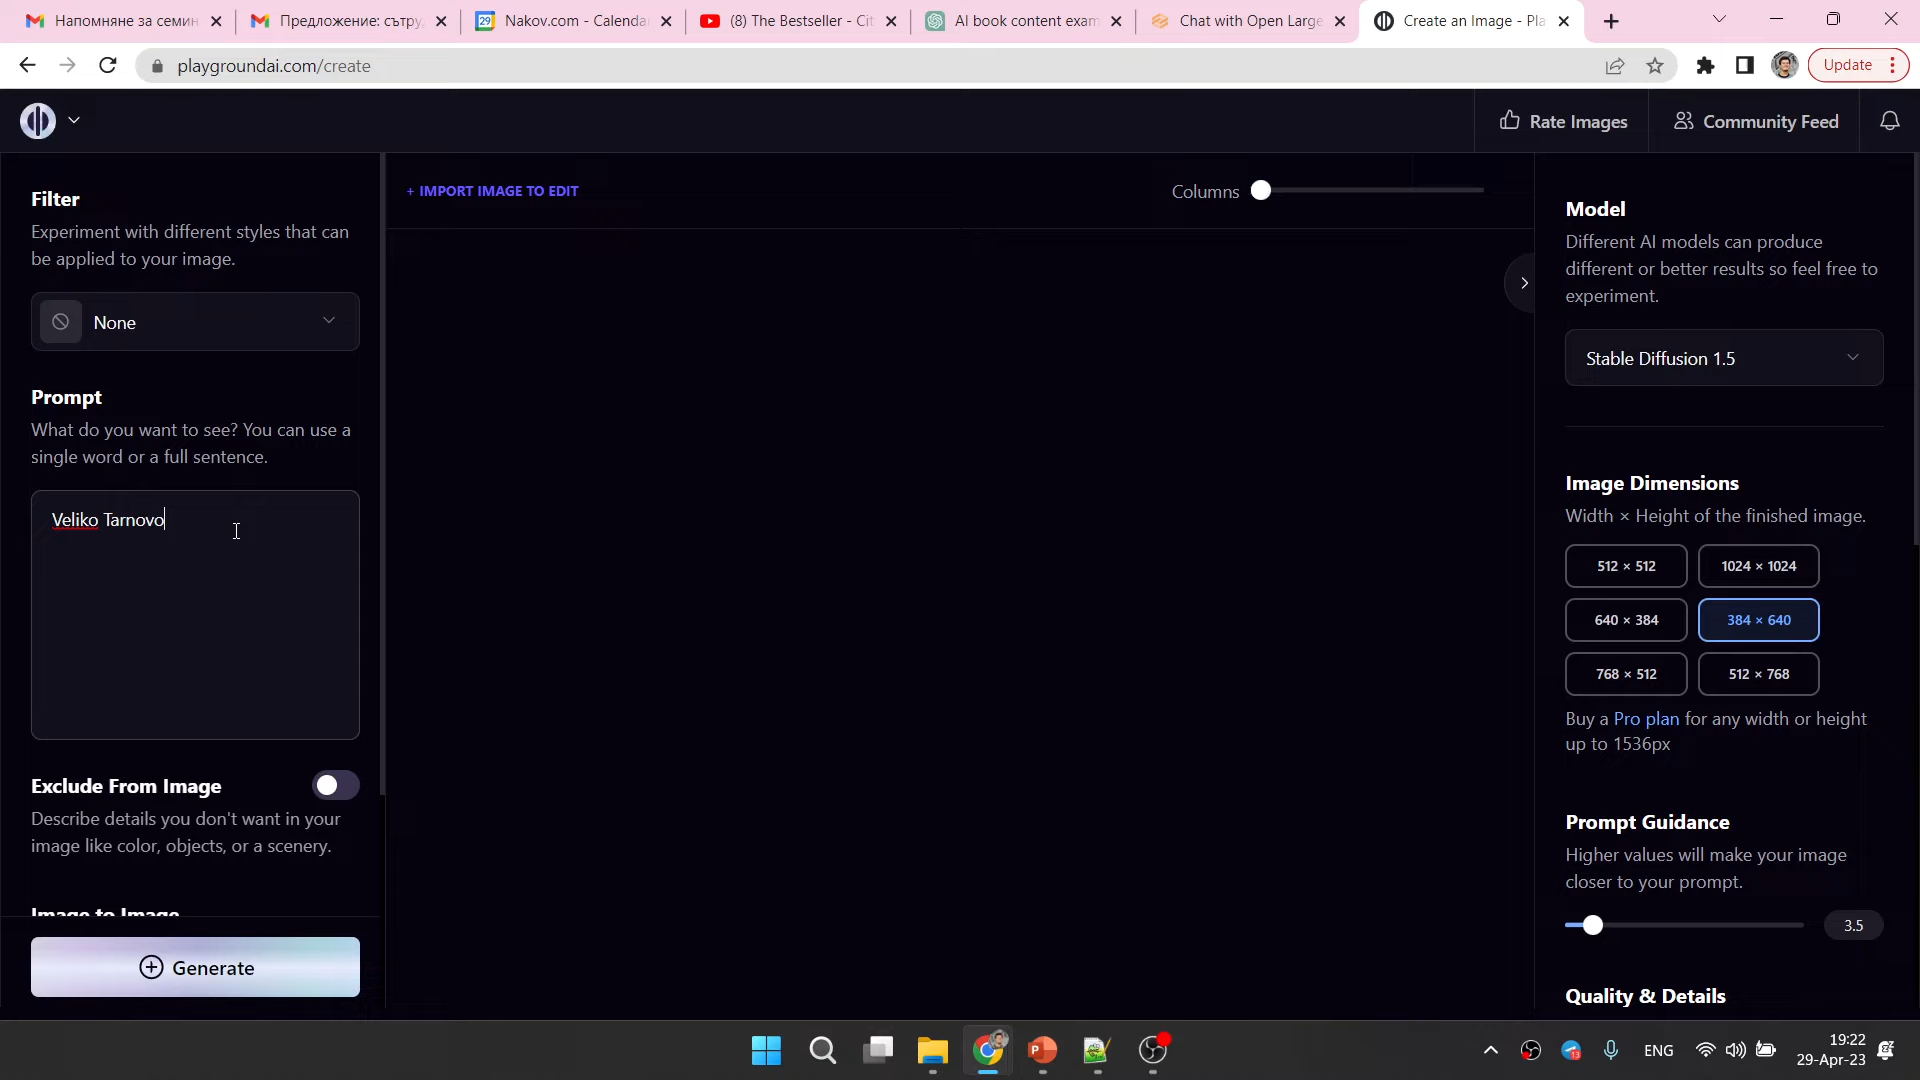 Напомняне за семин
Предложение: сътру
29
Nakov.com - Calenda
(8) The Bestseller - Cit
AI book content exam
Chat with Open Large
Create an Image - Pla
playgroundai.com/create
Update
Rate Images
Community Feed
Filter
Experiment with different styles that can
be applied to your image.
None
Prompt
What do you want to see? You can use a
single word or a full sentence.
Veliko Tarnovo
Exclude From Image
Describe details you don't want in your
image like color, objects, or a scenery.
Image to Image
Generate
+ IMPORT IMAGE TO EDIT
Columns
Model
Different AI models can produce
different or better results so feel free to
experiment.
Stable Diffusion 1.5
Image Dimensions
Width × Height of the finished image.
512 × 512
1024 × 1024
640 × 384
384 × 640
768 × 512
512 × 768
Buy a Pro plan for any width or height
up to 1536px
Prompt Guidance
Higher values will make your image
closer to your prompt.
3.5
Quality & Details
13
ENG
19:22
29-Apr-23